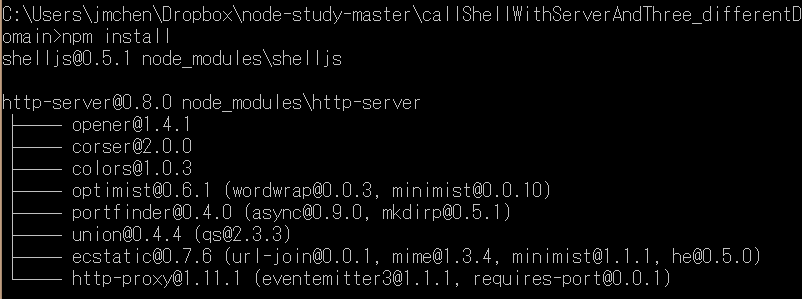 C:\Users\jmchen\Dropbox\node-study-master\callShellWithServerAndThree_differentD
omain>npm install
shelljs@0.5.1 node_modules\shelljs
http-server@0.8.0 node_modules\http-server
├── opener@1.4.1
├── corser@2.0.0
├── colors@1.0.3
├── optimist@0.6.1 (wordwrap@0.0.3, minimist@0.0.10)
├── portfinder@0.4.0 (async@0.9.0, mkdirp@0.5.1)
├── union@0.4.4 (qs@2.3.3)
├── ecstatic@0.7.6 (url-join@0.0.1, mime@1.3.4, minimist@1.1.1, he@0.5.0)
└── http-proxy@1.11.1 (eventemitter3@1.1.1, requires-port@0.0.1)